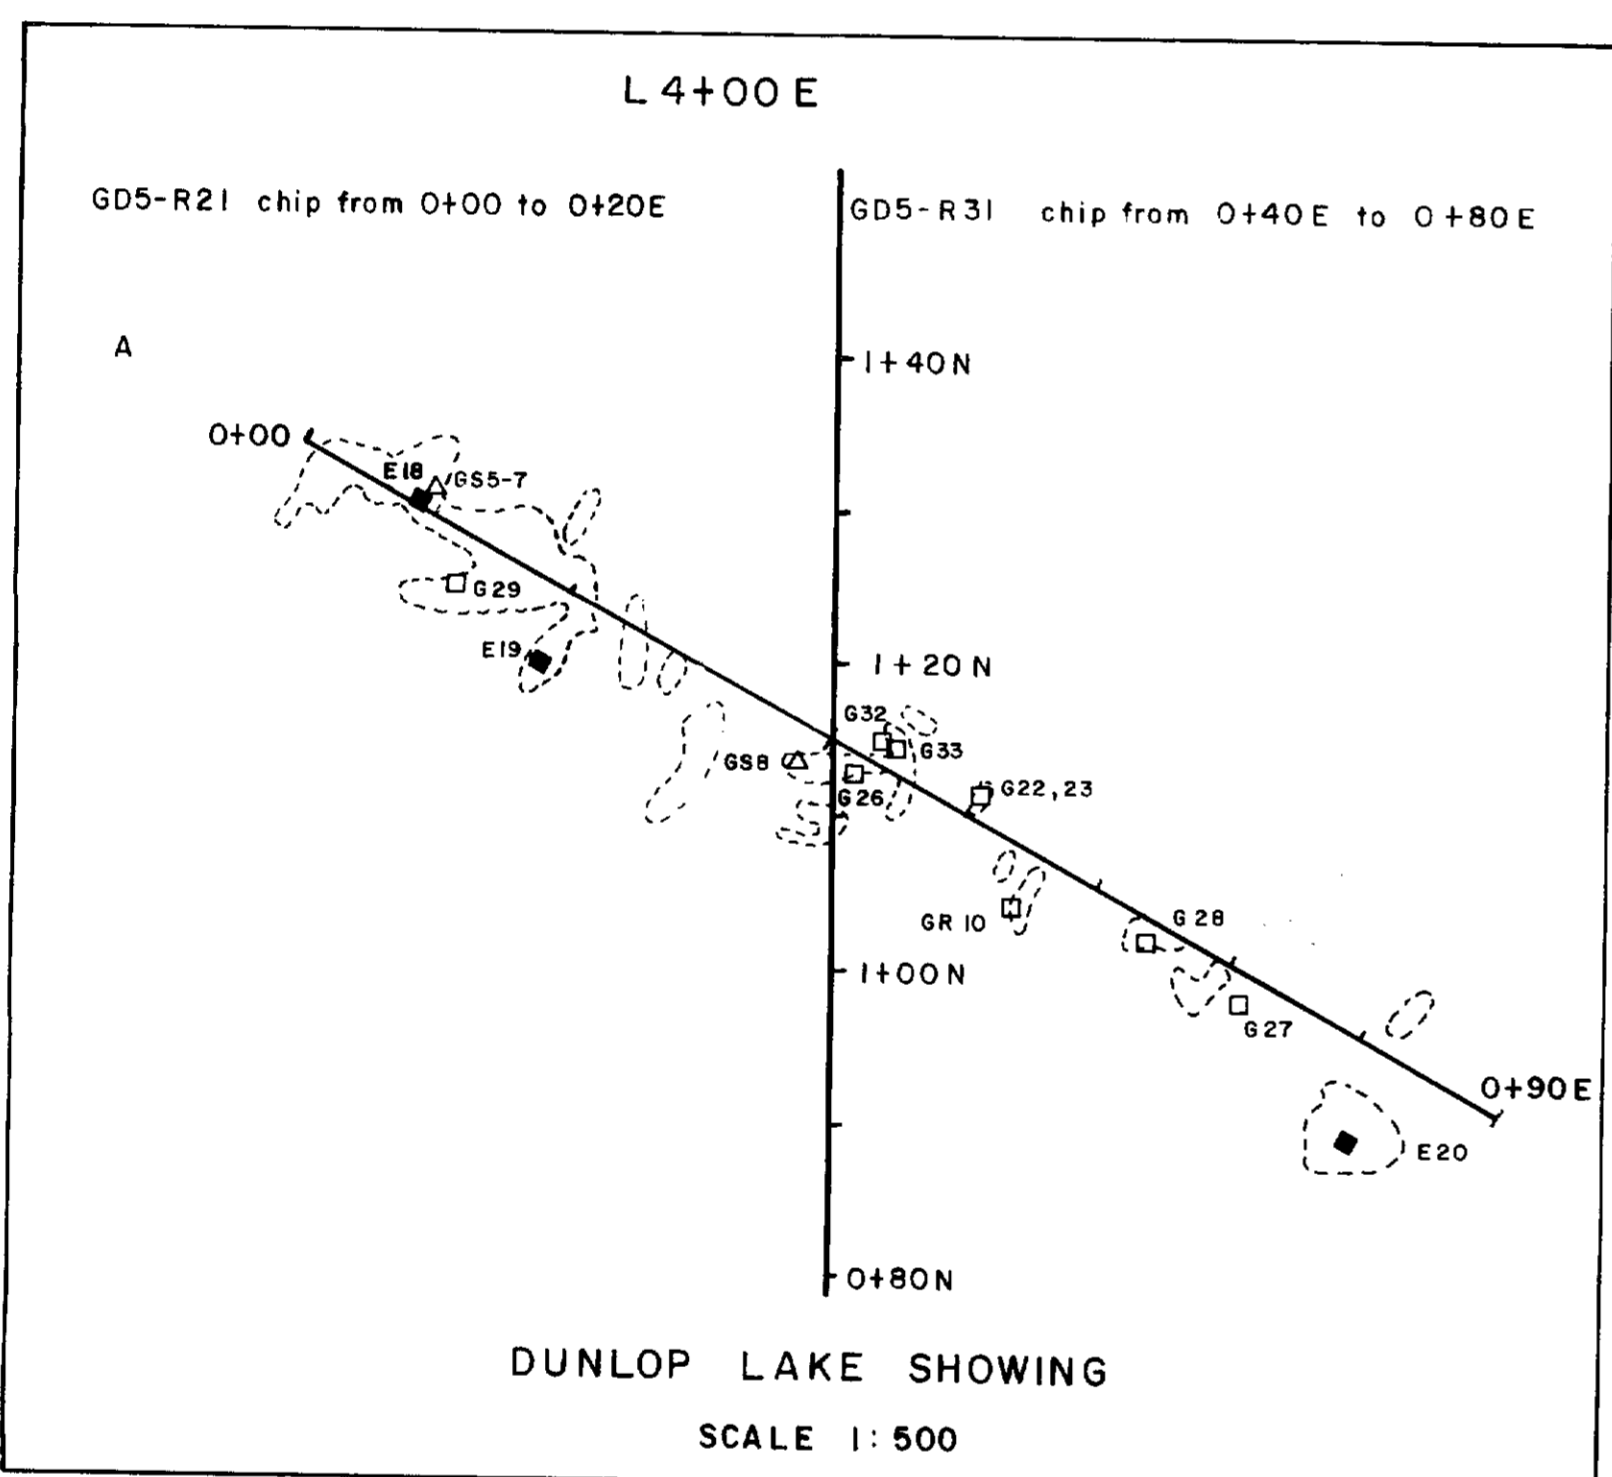 L 4+00 E
GD5-R21 chip from 0+00 to 0+20E
GD5-R31 chip from 0+40E to 0+80E
A
1+40N
0+00
E18
GS5-7
G29
E19
1+20N
G32
G33
GS8
G26
G22,23
GR 10
G28
1+00N
G27
0+90E
E20
0+80N
DUNLOP LAKE SHOWING
SCALE 1:500